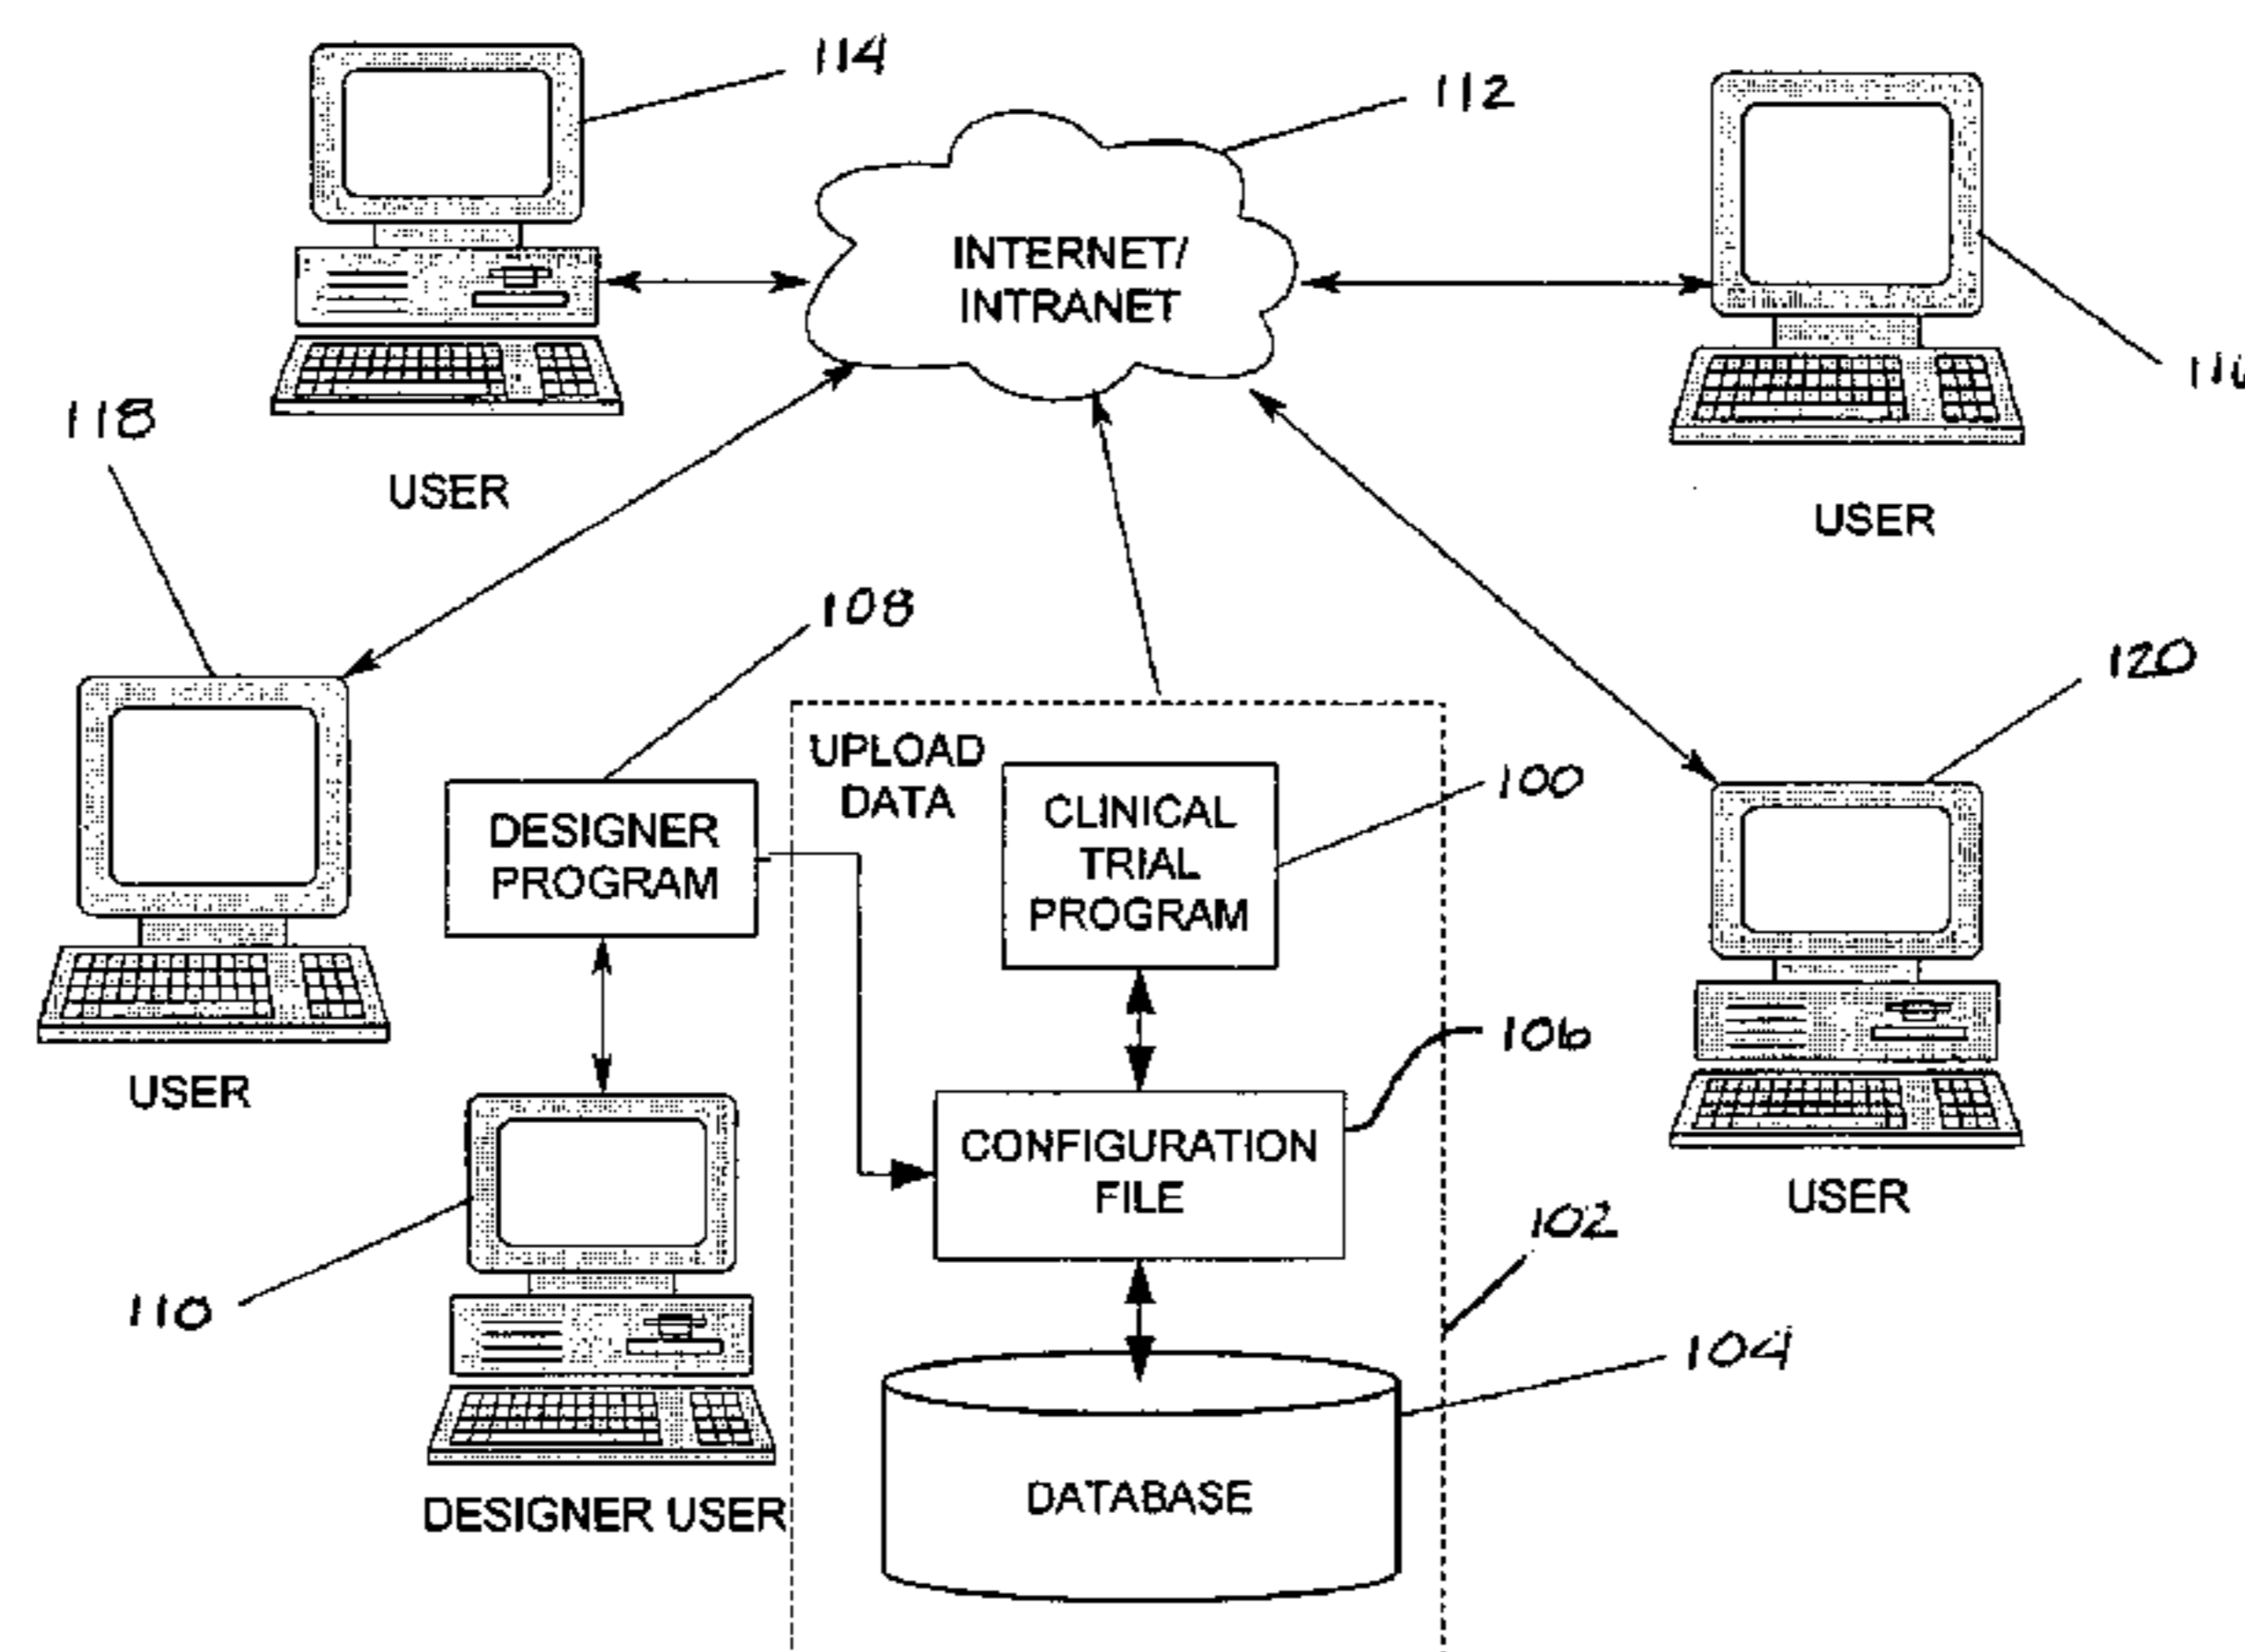 114
112
INTERNET/
INTRANET
118
USER
USER
108
120
UPLOAD
DATA
100
CLINICAL
TRIAL
PROGRAM
DESIGNER
PROGRAM
106
USER
CONFIGURATION
FILE
USER
102
110
104
DATABASE
DESIGNER USER